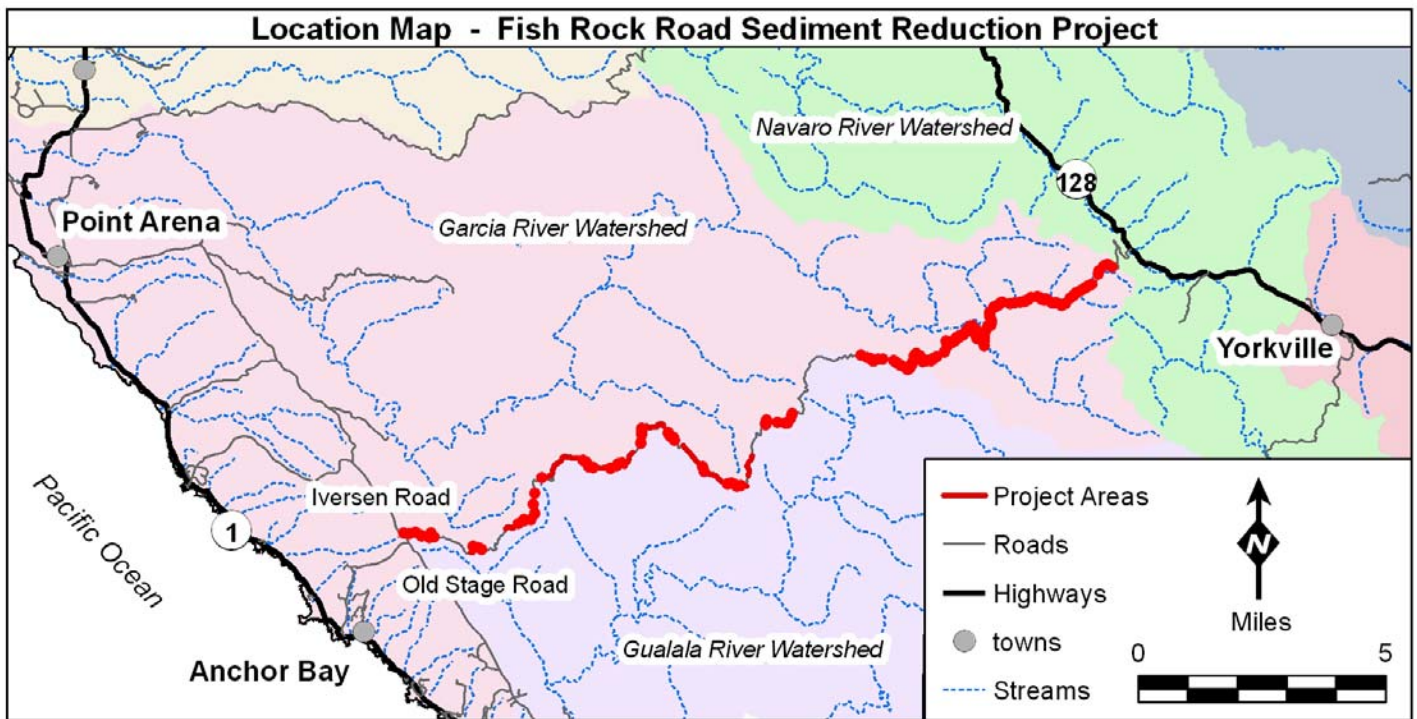 Location Map - Fish Rock Road Sediment Reduction Project
Navaro River Watershed
128
Point Arena
Garcia River Watershed
Yorkville
Iversen Road
Pacific Ocean
1
Old Stage Road
Gualala River Watershed
Anchor Bay
Project Areas
Roads
Highways
towns
Streams
N
Miles
0 5